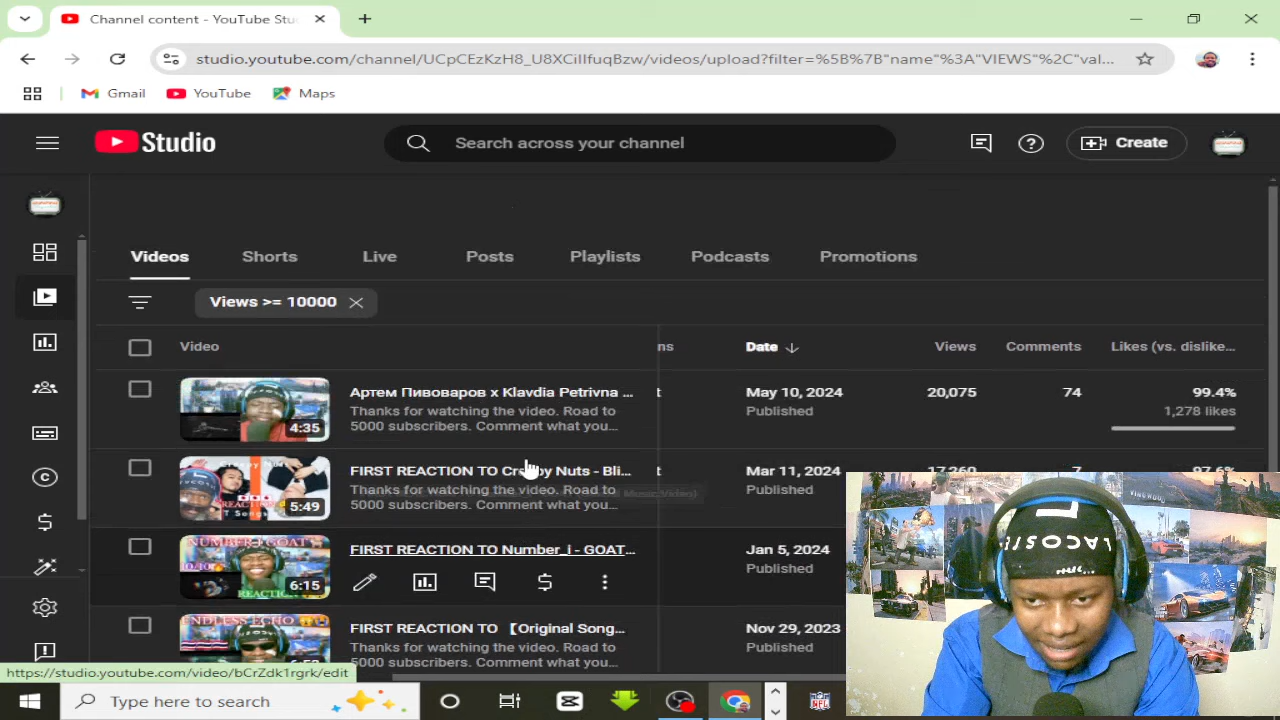 Channel content - YouTube Stu
studio.youtube.com/channel/UCpCEzKzH8_U8XCiIlfuqBzw/videos/upload?filter=%5B%7B"name"%3A"VIEWS"%2C"val...
Gmail
YouTube
Maps
Studio
Search across your channel
Create
Videos
Shorts
Live
Posts
Playlists
Podcasts
Promotions
Views >= 10000
Video
ns
Date
Views
Comments
Likes (vs. dislike...
4:35
Артем Пивоваров x Klavdia Petrivna ...
Thanks for watching the video. Road to
5000 subscribers. Comment what you...
May 10, 2024
Published
20,075
74
99.4%
1,278 likes
5:49
FIRST REACTION TO Creepy Nuts - Bli...
Thanks for watching the video. Road to
5000 subscribers. Comment what you...
Mar 11, 2024
Published
17,260
7
97.6%
6:15
FIRST REACTION TO Number_i - GOAT...
Jan 5, 2024
Published
FIRST REACTION TO 【Original Song...
Thanks for watching the video. Road to
5000 subscribers. Comment what you...
Nov 29, 2023
Published
https://studio.youtube.com/video/bCrZdk1rgrk/edit
Type here to search